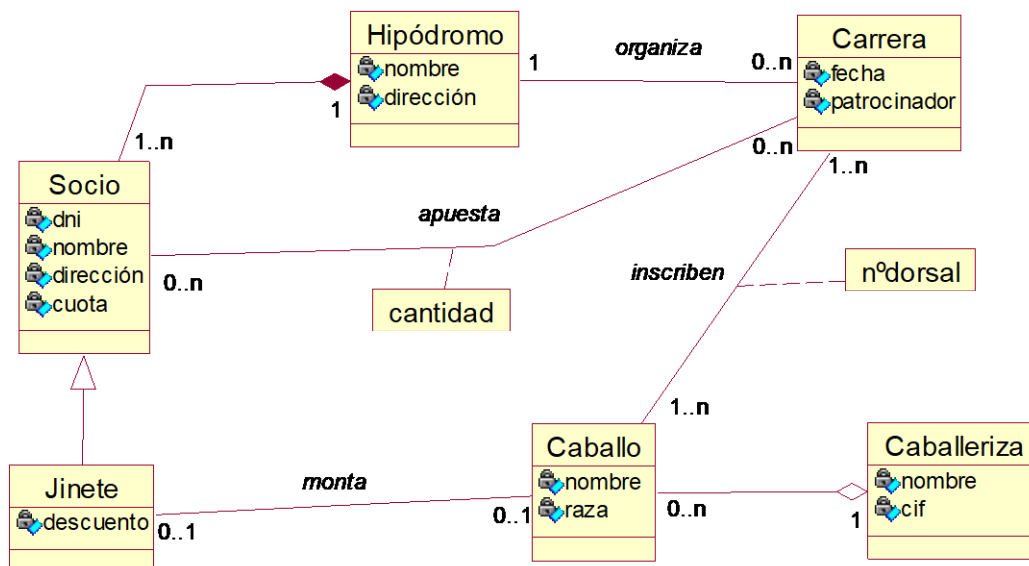 Hipódromo
nombre
dirección
1
1
organiza
0..n
Carrera
fecha
patrocinador
0..n
1..n
1..n
Socio
dni
nombre
dirección
cuota
0..n
apuesta
cantidad
inscriben
nºdorsal
1..n
Jinete
descuento
0..1
monta
0..1
Caballo
nombre
raza
0..n
1
Caballeriza
nombre
cif